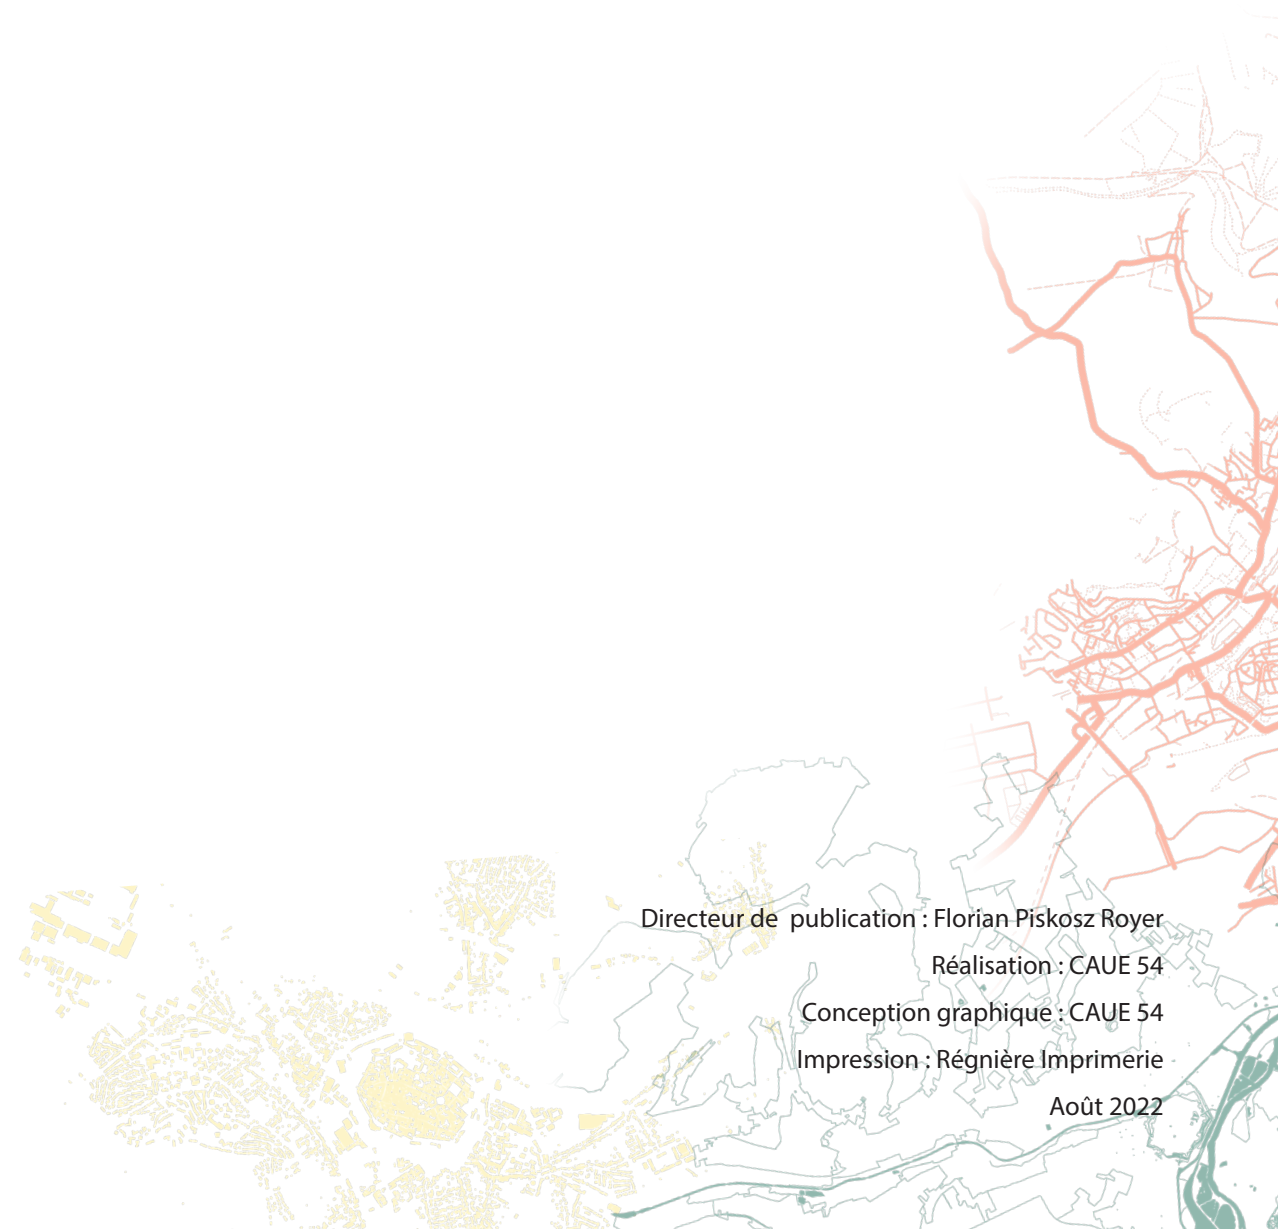 Directeur de  publication : Florian Piskosz Royer
Réalisation : CAUE 54
Conception graphique : CAUE 54
Impression : Régnière Imprimerie
Août 2022